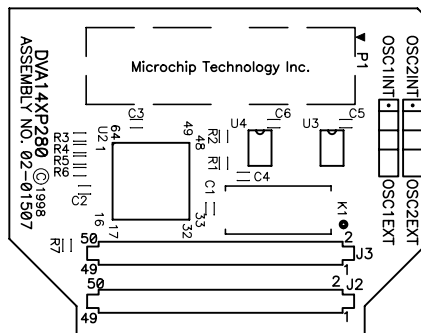 DVA14XP280 ©1998
ASSEMBLY NO. 02-01507
Microchip Technology Inc.
P1
OSC1INT
OSC2INT
OSC1EXT
OSC2EXT
C3
U2
64
1
49
48
16
17
32
33
R3
R4
R5
R6
C2
R2
R1
U4
C6
U3
C5
C4
C1
K1
R7
50
49
2
1
J3
50
49
2
1
J2